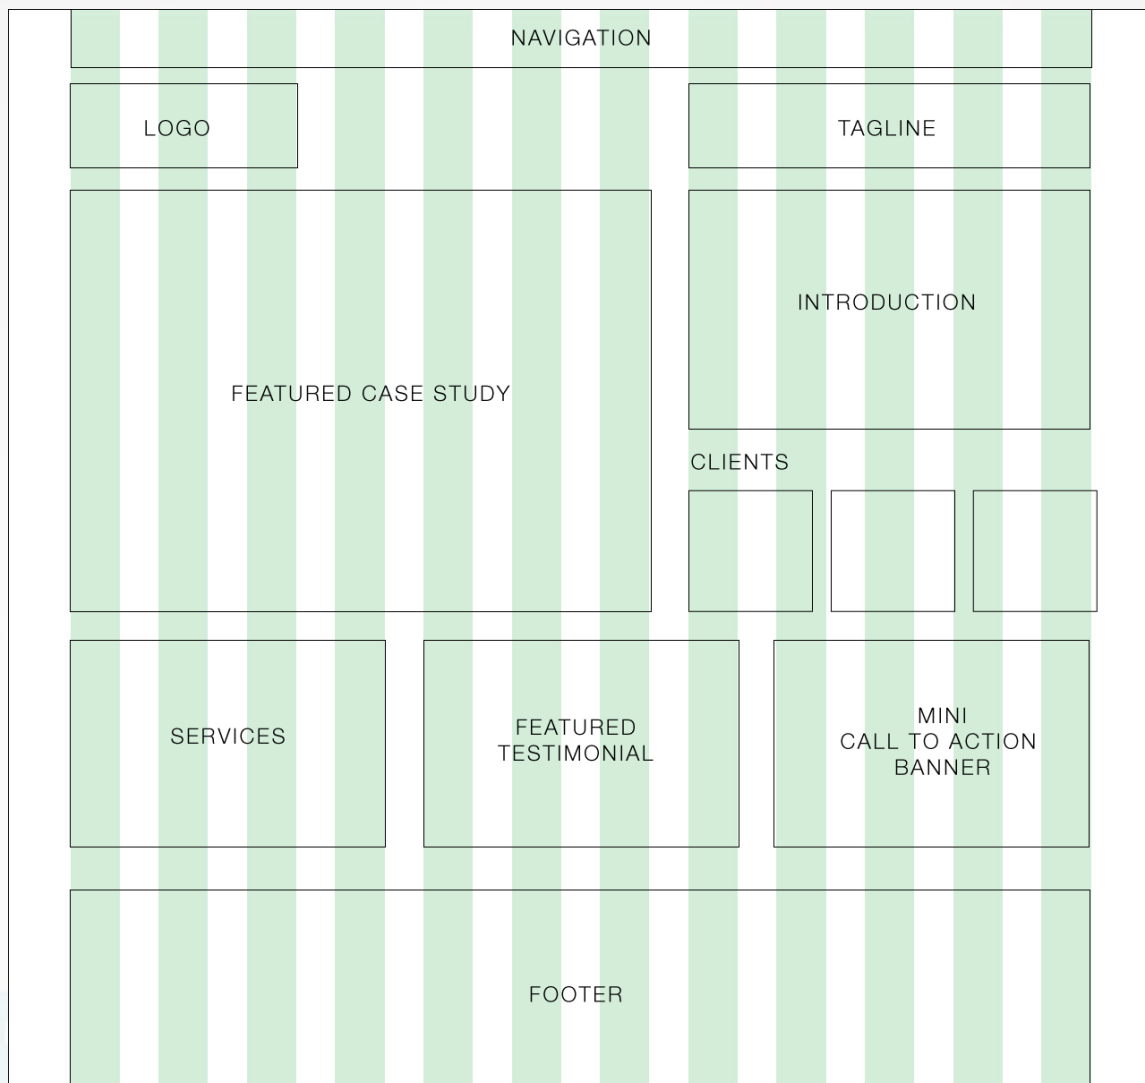 NAVIGATION
LOGO
TAGLINE
FEATURED CASE STUDY
INTRODUCTION
CLIENTS
SERVICES
FEATURED
TESTIMONIAL
MINI
CALL TO ACTION
BANNER
FOOTER